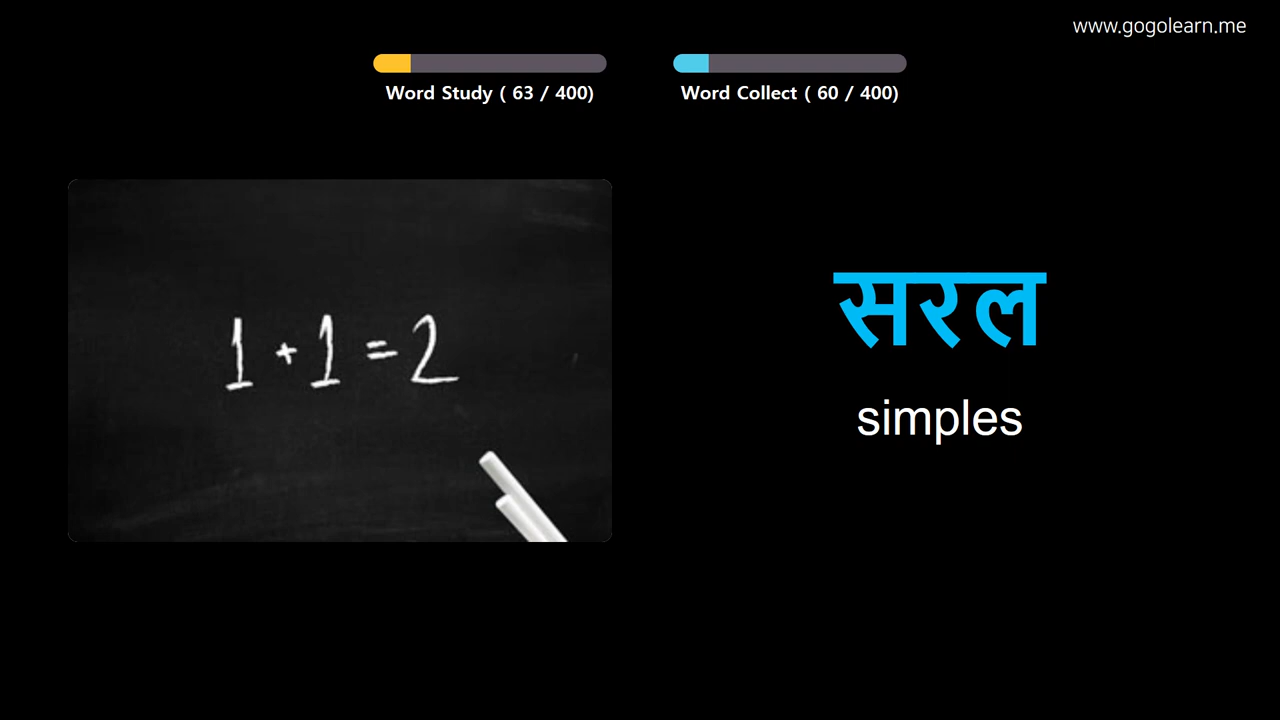 www.gogolearn.me
Word Study ( 63 / 400)
Word Collect ( 60 / 400)
1 + 1 = 2
सरल
simples